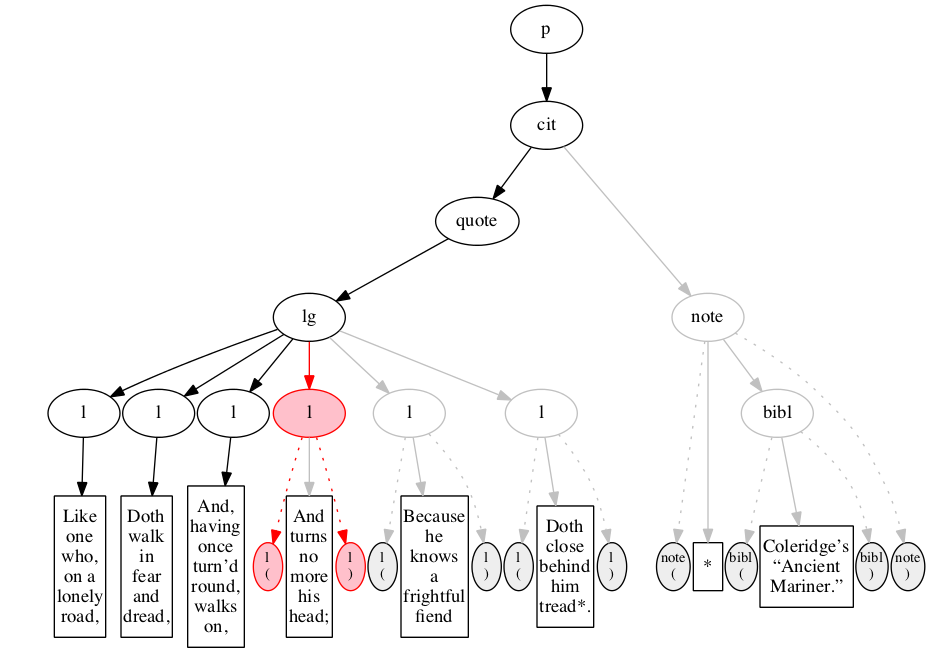 p
cit
quote
lg
note
l
l
l
l
l
l
bibl
Like
one
who,
on a
lonely
road,
Doth
walk
in
fear
and
dread,
And,
having
once
turn’d
round,
walks
on,
l
(
And
turns
no
more
his
head;
l
)
l
(
Because
he
knows
a
frightful
fiend
l
)
l
(
Doth
close
behind
him
tread*.
l
)
note
(
*
bibl
(
Coleridge’s
“Ancient
Mariner.”
bibl
)
note
)